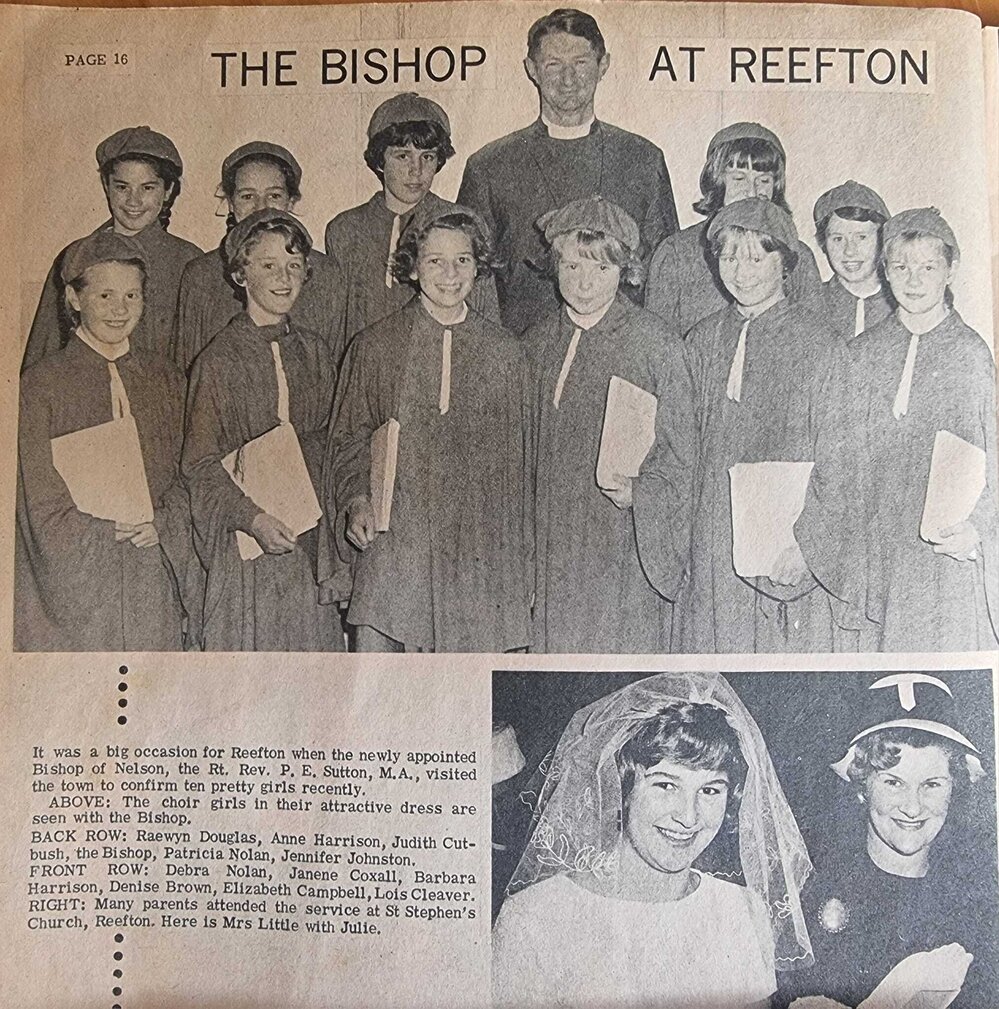 PAGE 16
THE BISHOP AT REEFTON
It was a big occasion for Reefton when the newly appointed
Bishop of Nelson, the Rt. Rev. P. E. Sutton, M.A., visited
the town to confirm ten pretty girls recently.
ABOVE: The choir girls in their attractive dress are
seen with the Bishop.
BACK ROW: Raewyn Douglas, Anne Harrison, Judith Cut-
bush, the Bishop, Patricia Nolan, Jennifer Johnston.
FRONT ROW: Debra Nolan, Janene Coxall, Barbara
Harrison, Denise Brown, Elizabeth Campbell, Lois Cleaver.
RIGHT: Many parents attended the service at St Stephen's
Church, Reefton. Here is Mrs Little with Julie.